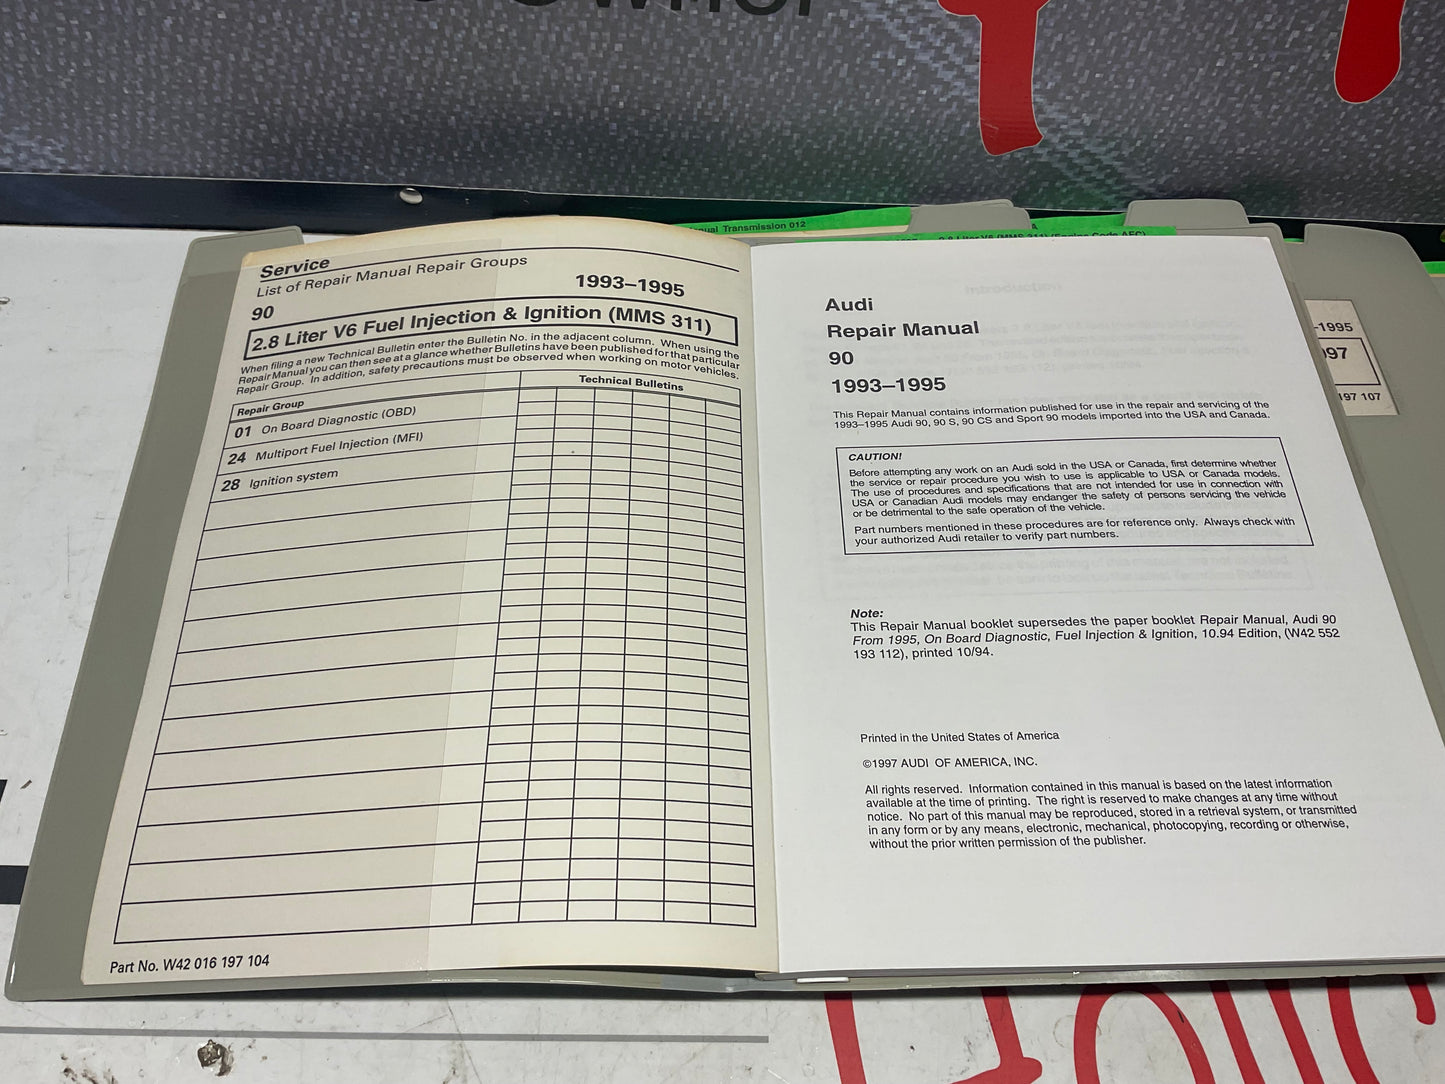 Transmission 012
2.8 Liter V6 (MMS 311) (Engine Code AFC)
Service
List of Repair Manual Repair Groups
1993–1995
90
2.8 Liter V6 Fuel Injection & Ignition (MMS 311)
When filing a new Technical Bulletin enter the Bulletin No. in the adjacent column. When using the
Repair Manual you can then see at a glance whether Bulletins have been published for that particular
Repair Group. In addition, safety precautions must be observed when working on motor vehicles.
Repair Group
Technical Bulletins
01 On Board Diagnostic (OBD)
24 Multiport Fuel Injection (MFI)
28 Ignition system
Part No. W42 016 197 104
Audi
Repair Manual
90
1993–1995
This Repair Manual contains information published for use in the repair and servicing of the
1993–1995 Audi 90, 90 S, 90 CS and Sport 90 models imported into the USA and Canada.
CAUTION!
Before attempting any work on an Audi sold in the USA or Canada, first determine whether
the service or repair procedure you wish to use is applicable to USA or Canada models.
The use of procedures and specifications that are not intended for use in connection with
USA or Canadian Audi models may endanger the safety of persons servicing the vehicle
or be detrimental to the safe operation of the vehicle.
Part numbers mentioned in these procedures are for reference only. Always check with
your authorized Audi retailer to verify part numbers.
Note:
This Repair Manual booklet supersedes the paper booklet Repair Manual, Audi 90
From 1995, On Board Diagnostic, Fuel Injection & Ignition, 10.94 Edition, (W42 552
193 112), printed 10/94.
Printed in the United States of America
©1997 AUDI OF AMERICA, INC.
All rights reserved. Information contained in this manual is based on the latest information
available at the time of printing. The right is reserved to make changes at any time without
notice. No part of this manual may be reproduced, stored in a retrieval system, or transmitted
in any form or by any means, electronic, mechanical, photocopying, recording or otherwise,
without the prior written permission of the publisher.
-1995
97
197 107